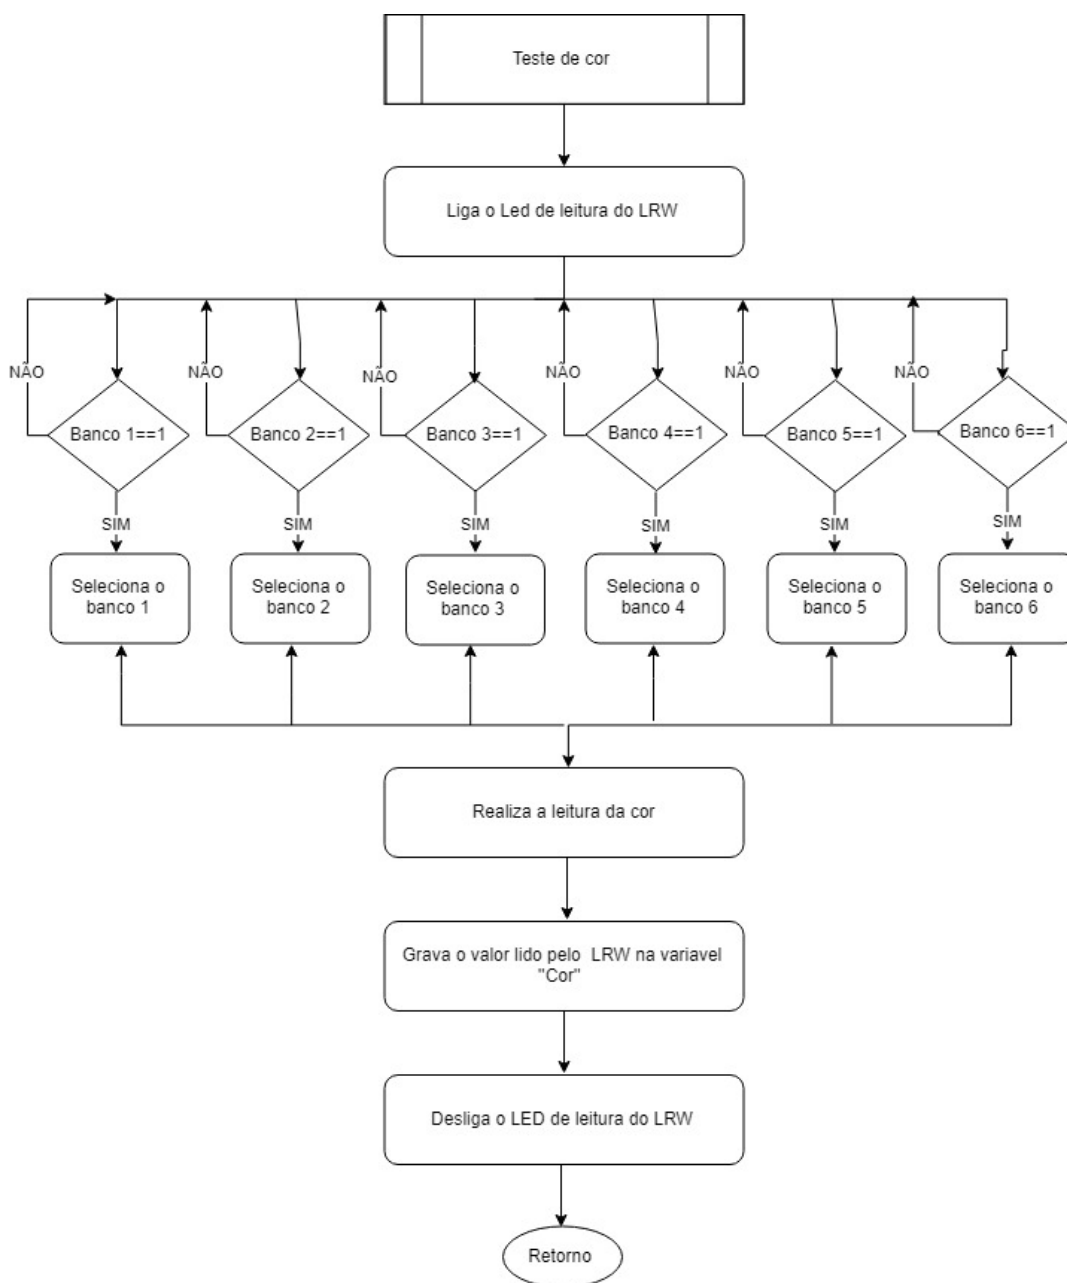 Teste de cor
Liga o Led de leitura do LRW
NÃO
NÃO
NÃO
NÃO
NÃO
NÃO
Banco 1==1
Banco 2==1
Banco 3==1
Banco 4==1
Banco 5==1
Banco 6==1
SIM
SIM
SIM
SIM
SIM
SIM
Seleciona o
banco 1
Seleciona o
banco 2
Seleciona o
banco 3
Seleciona o
banco 4
Seleciona o
banco 5
Seleciona o
banco 6
Realiza a leitura da cor
Grava o valor lido pelo LRW na variavel
"Cor"
Desliga o LED de leitura do LRW
Retorno